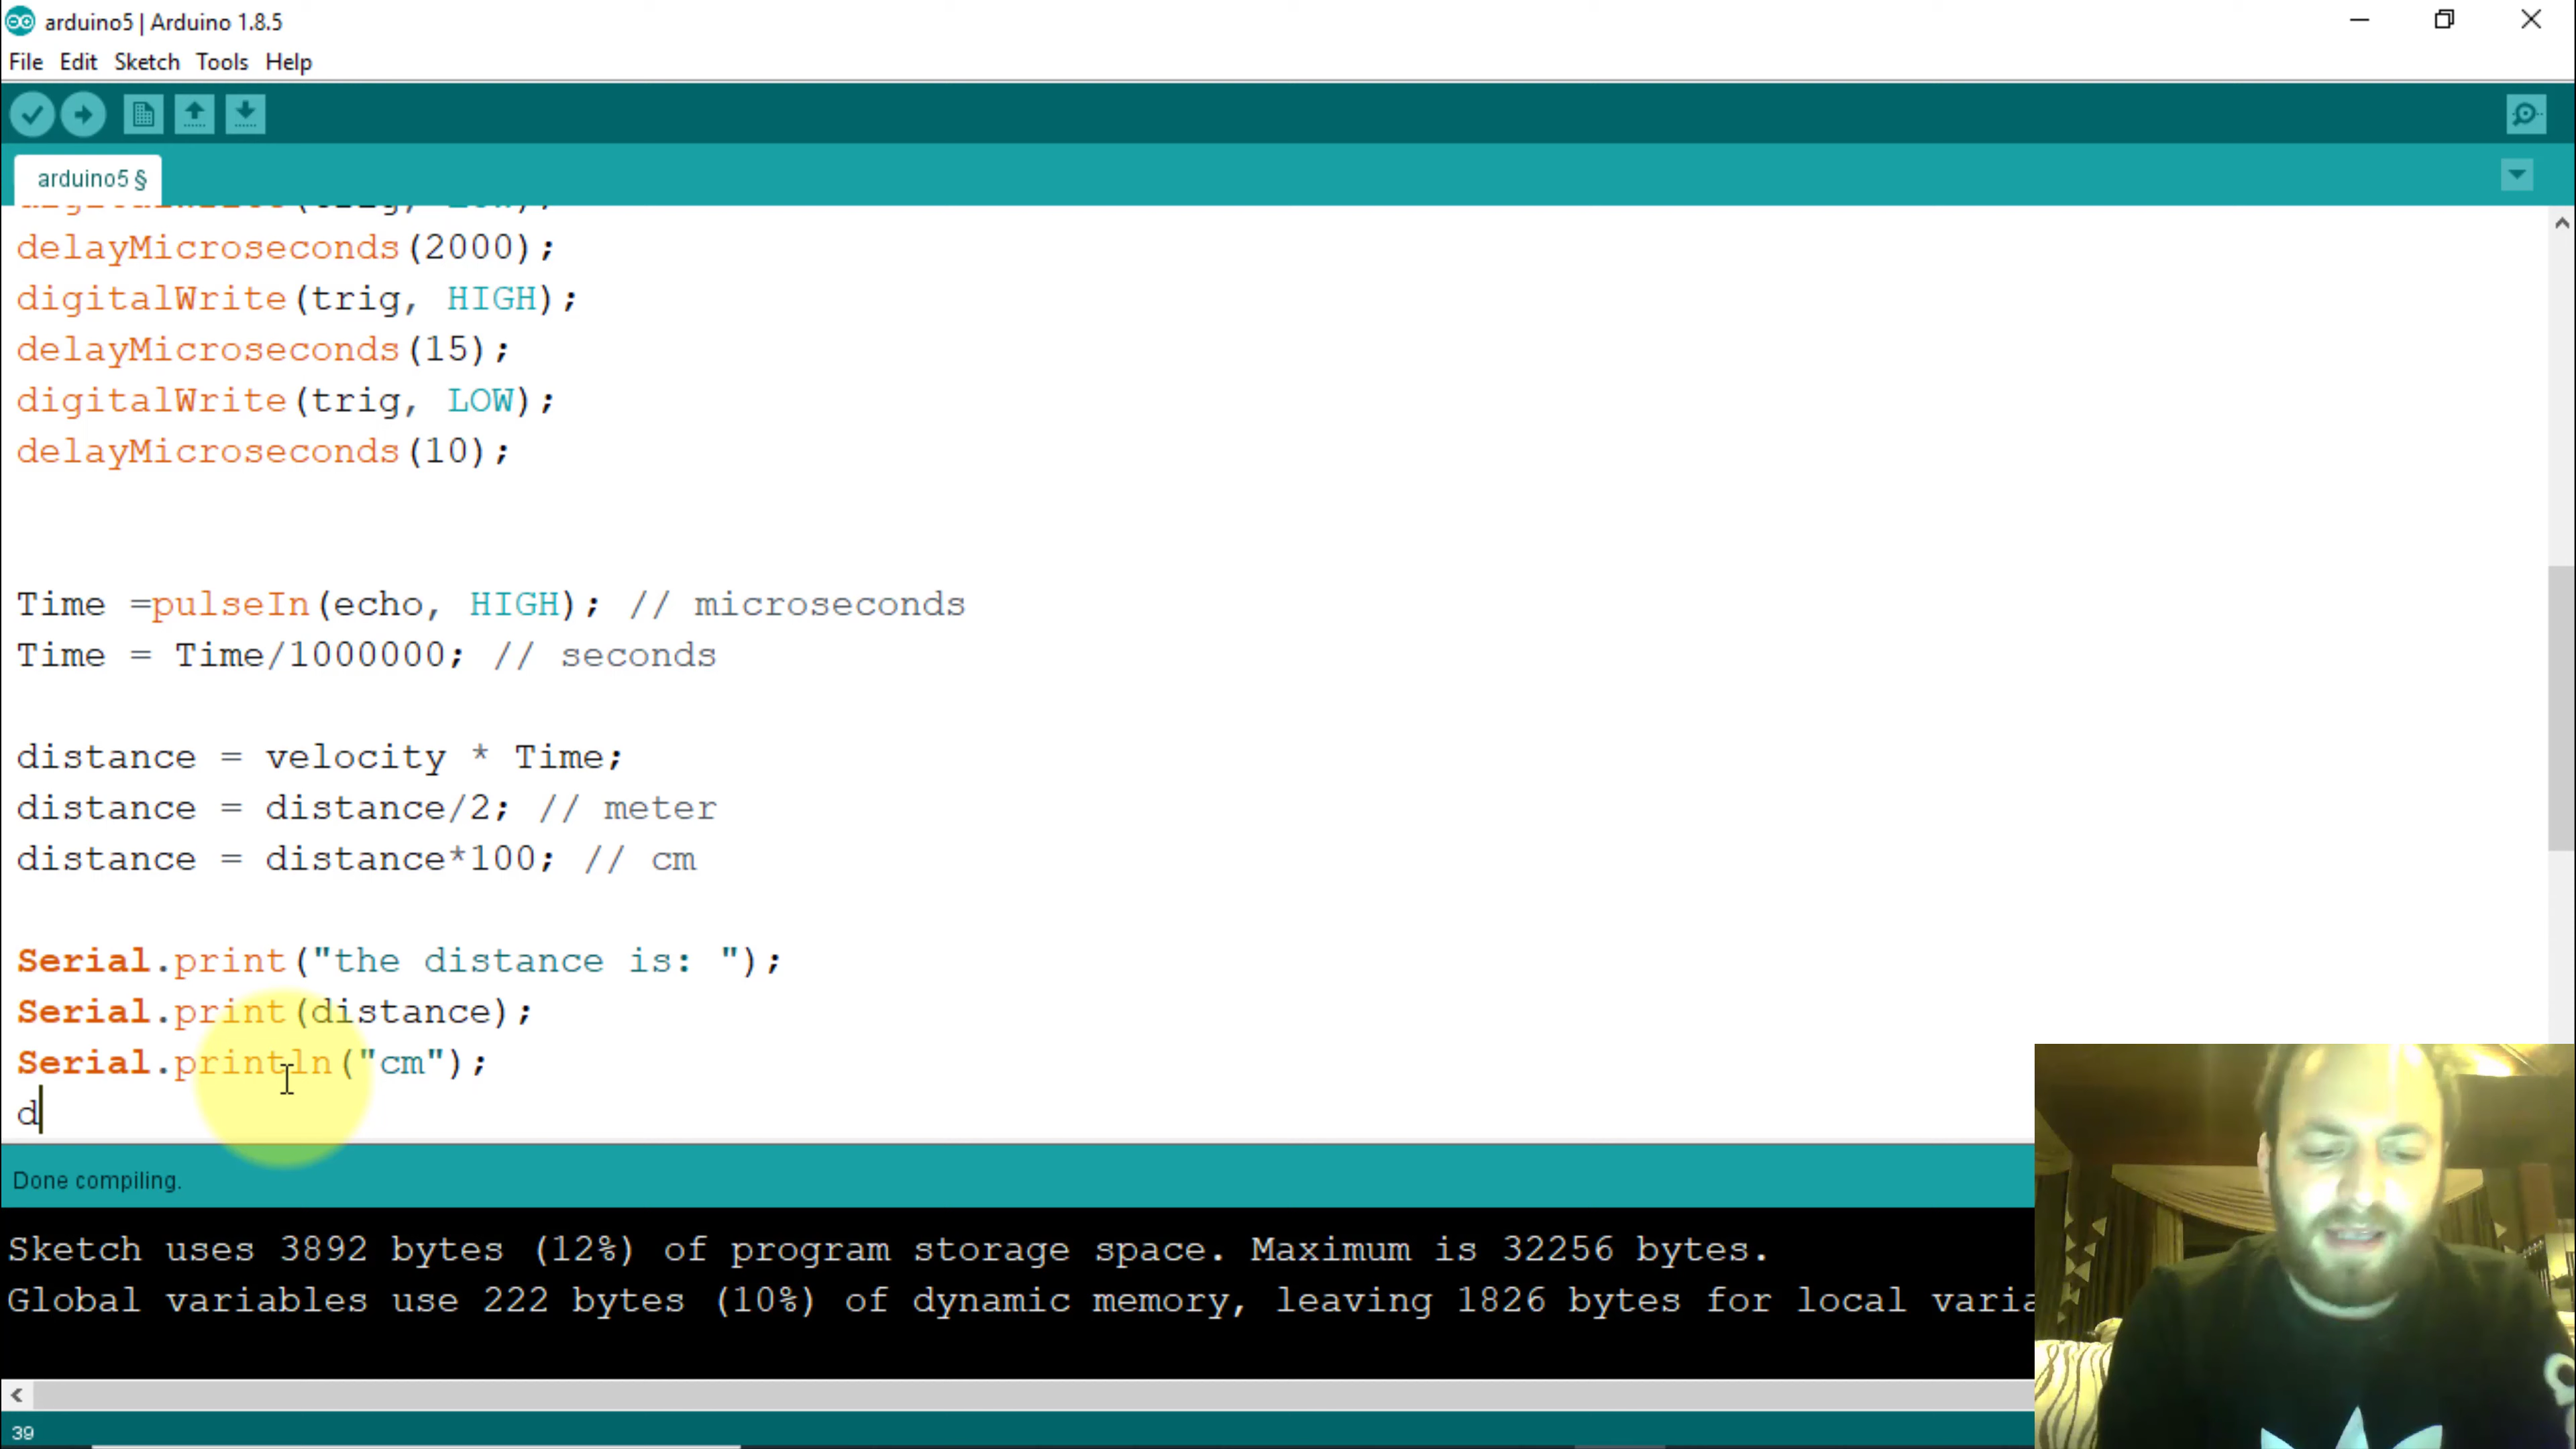 arduino5 | Arduino 1.8.5
File Edit Sketch Tools Help
arduino5 §
digitalWrite(trig, LOW);
delayMicroseconds(2000);
digitalWrite(trig, HIGH);
delayMicroseconds(15);
digitalWrite(trig, LOW);
delayMicroseconds(10);
Time =pulseIn(echo, HIGH); // microseconds
Time = Time/1000000; // seconds
distance = velocity * Time;
distance = distance/2; // meter
distance = distance*100; // cm
Serial.print("the distance is: ");
Serial.print(distance);
Serial.println("cm");
d
Done compiling.
Sketch uses 3892 bytes (12%) of program storage space. Maximum is 32256 bytes.
Global variables use 222 bytes (10%) of dynamic memory, leaving 1826 bytes for local varia
39